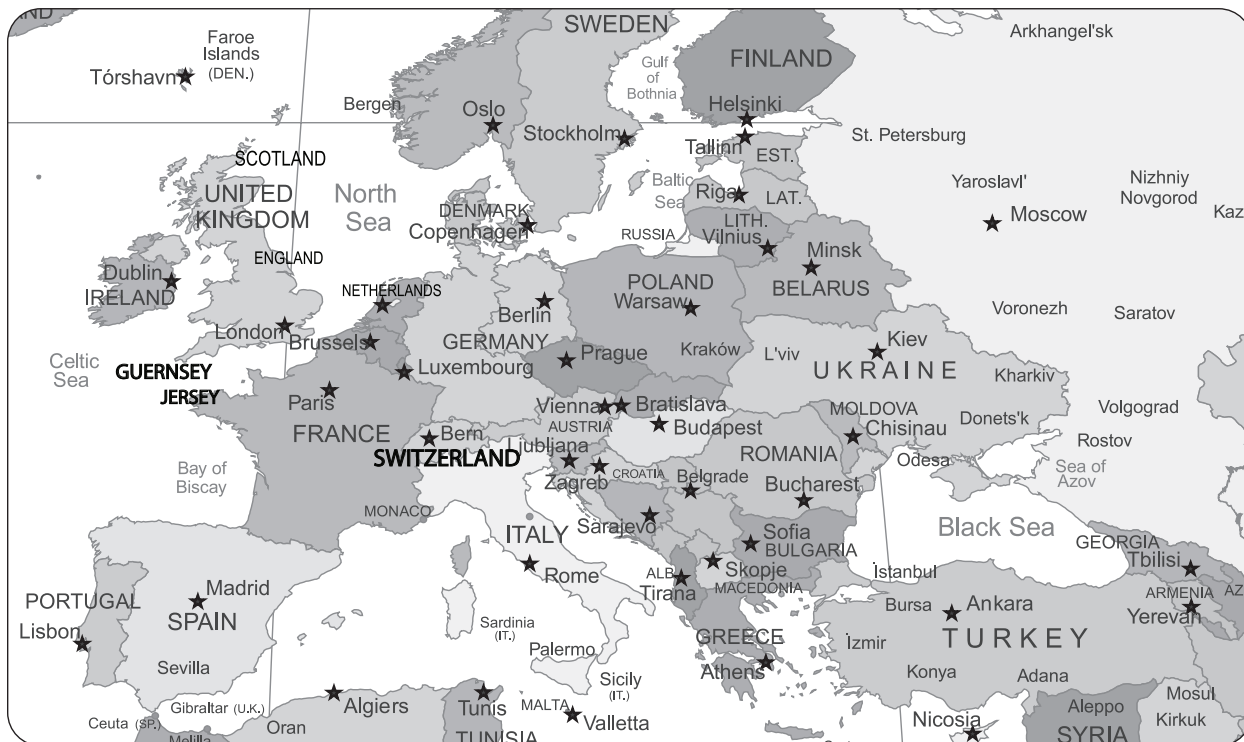 AND
Faroe
Islands
(DEN.)
Tórshavn
SWEDEN
FINLAND
Arkhangel'sk
Gulf
of
Bothnia
Bergen
Oslo
Helsinki
Stockholm
Tallinn
EST.
St. Petersburg
SCOTLAND
UNITED
KINGDOM
North
Sea
Baltic
Sea
Riga
LAT.
Yaroslavl'
Nizhniy
Novgorod
Kaz
Moscow
DENMARK
Copenhagen
LITH.
Vilnius
RUSSIA
Minsk
BELARUS
ENGLAND
Dublin
IRELAND
NETHERLANDS
POLAND
Warsaw
Berlin
GERMANY
Voronezh
Saratov
London
Brussels
Celtic
Sea
GUERNSEY
JERSEY
Luxembourg
Prague
Kraków
L'viv
Kiev
UKRAINE
Kharkiv
Paris
FRANCE
Vienna
Bratislava
AUSTRIA
Budapest
MOLDOVA
Chisinau
Donets'k
Volgograd
Rostov
Bern
SWITZERLAND
Ljubljana
Zagreb
CROATIA
Belgrade
ROMANIA
Bucharest
Odesa
Sea of
Azov
Bay of
Biscay
MONACO
ITALY
Sarajevo
Sofia
BULGARIA
Black Sea
GEORGIA
Tbilisi
Rome
ALB.
Tirana
Skopje
MACEDONIA
İstanbul
ARMENIA
AZ
Yerevan
Madrid
PORTUGAL
SPAIN
Lisbon
Bursa
Ankara
TURKEY
Sardinia
(IT.)
Palermo
GREECE
Athens
İzmir
Sevilla
Sicily
(IT.)
Konya
Adana
Gibraltar (U.K.)
Ceuta (SP.)
Melilla
Oran
Algiers
Tunis
TUNISIA
MALTA
Valletta
Nicosia
Aleppo
SYRIA
Mosul
Kirkuk